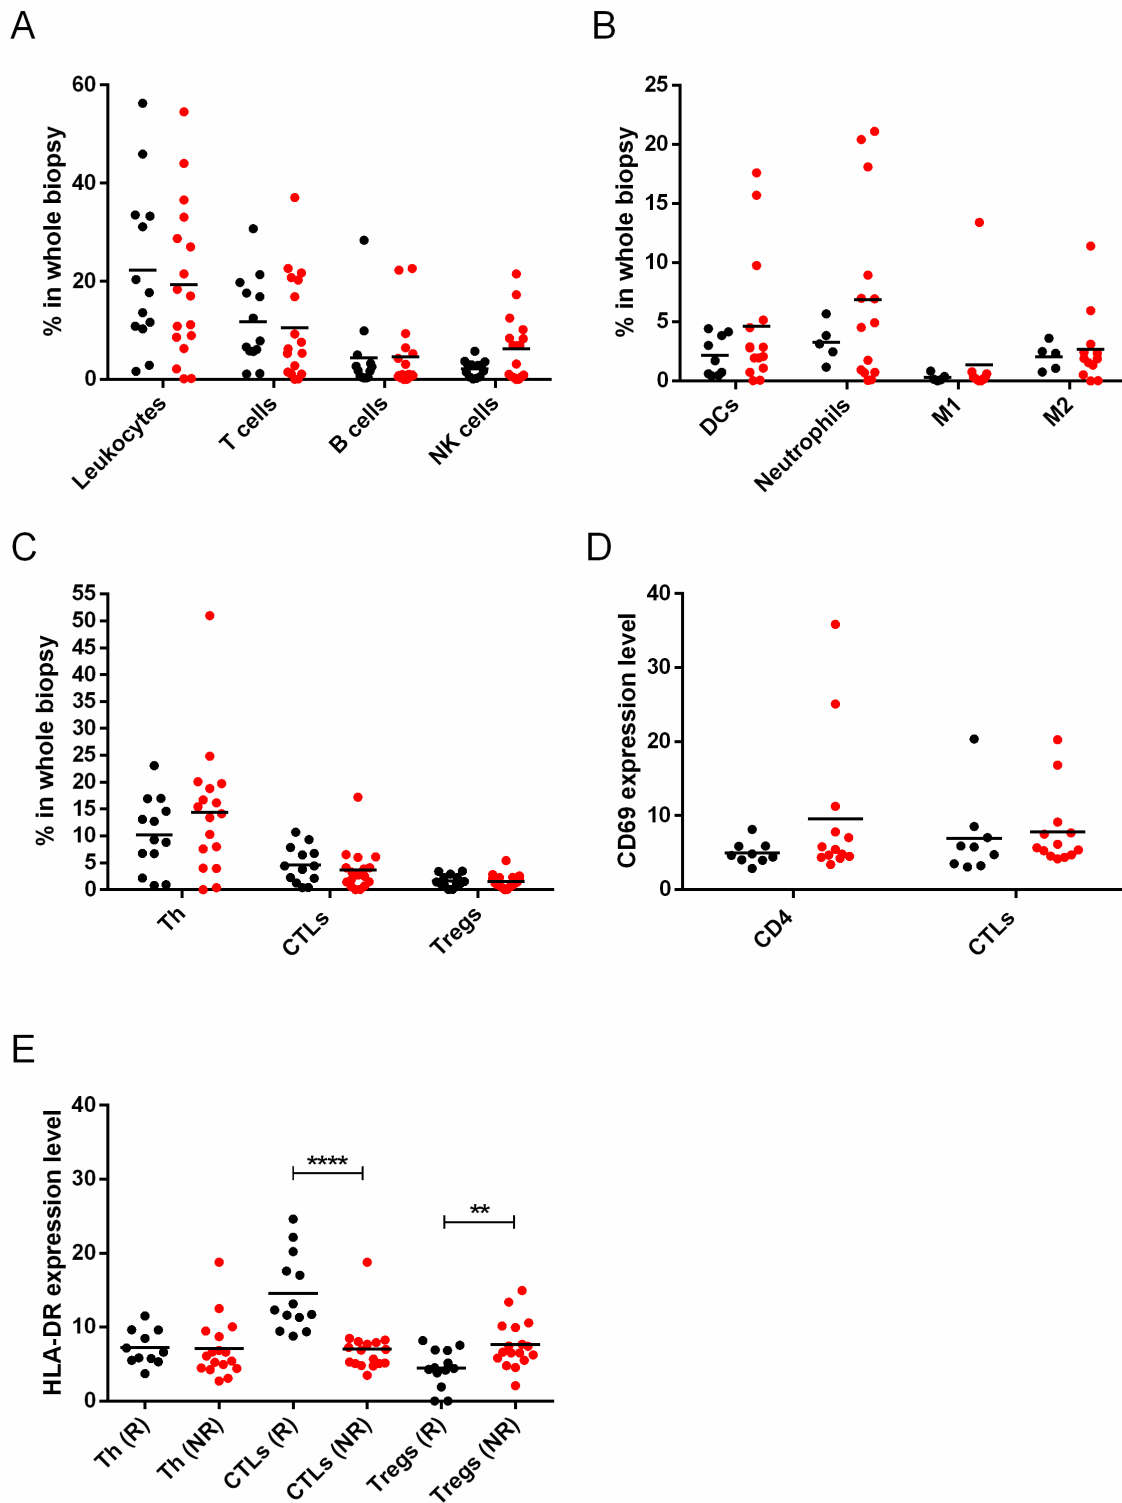 A
% in whole biopsy
60
40
20
0
Leukocytes
T cells
B cells
NK cells
B
% in whole biopsy
25
20
15
10
5
0
DCs
Neutrophils
M1
M2
C
% in whole biopsy
55
50
45
40
35
30
25
20
15
10
5
0
Th
CTLs
Tregs
D
CD69 expression level
40
30
20
10
0
CD4
CTLs
E
HLA-DR expression level
40
30
20
10
0
****
**
Th (R)
Th (NR)
CTLs (R)
CTLs (NR)
Tregs (R)
Tregs (NR)